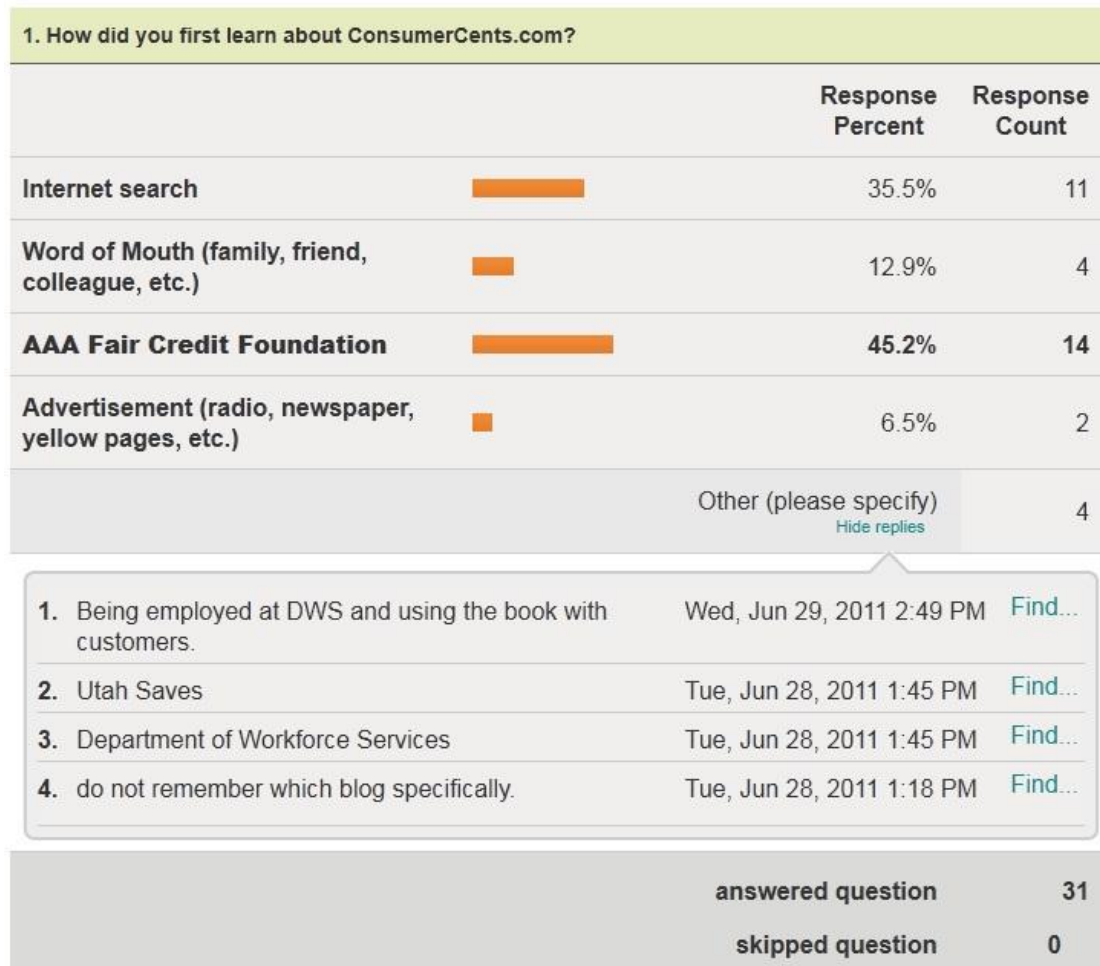 1. How did you first learn about ConsumerCents.com?
Response Percent
Response Count
Internet search 35.5% 11
Word of Mouth (family, friend,
colleague, etc.) 12.9% 4
AAA Fair Credit Foundation 45.2% 14
Advertisement (radio, newspaper,
yellow pages, etc.) 6.5% 2
Other (please specify) 4
Hide replies
1. Being employed at DWS and using the book with
customers. Wed, Jun 29, 2011 2:49 PM Find...
2. Utah Saves Tue, Jun 28, 2011 1:45 PM Find...
3. Department of Workforce Services Tue, Jun 28, 2011 1:45 PM Find...
4. do not remember which blog specifically. Tue, Jun 28, 2011 1:18 PM Find...
answered question 31
skipped question 0